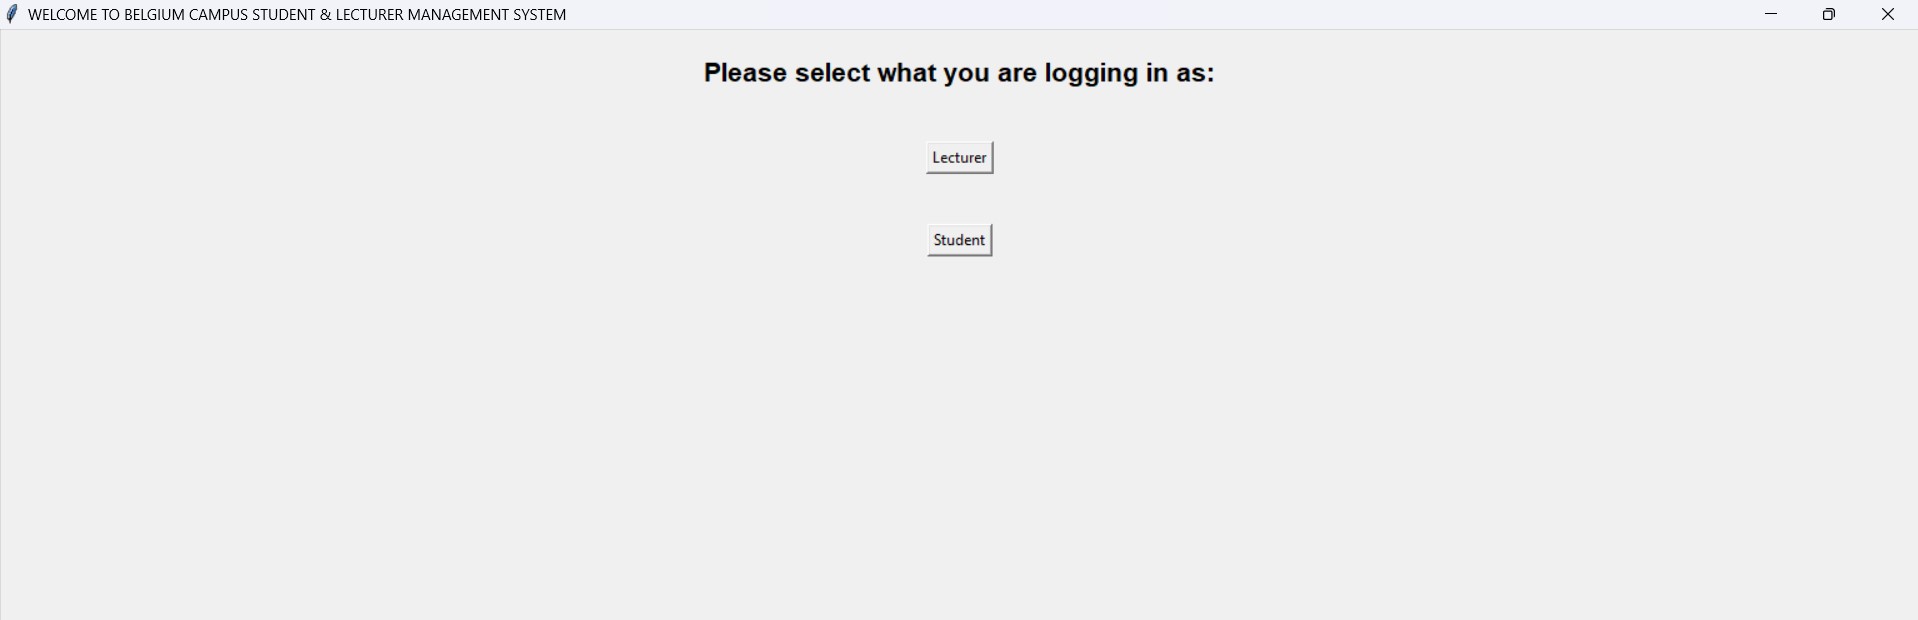 WELCOME TO BELGIUM CAMPUS STUDENT & LECTURER MANAGEMENT SYSTEM
Please select what you are logging in as:
Lecturer
Student